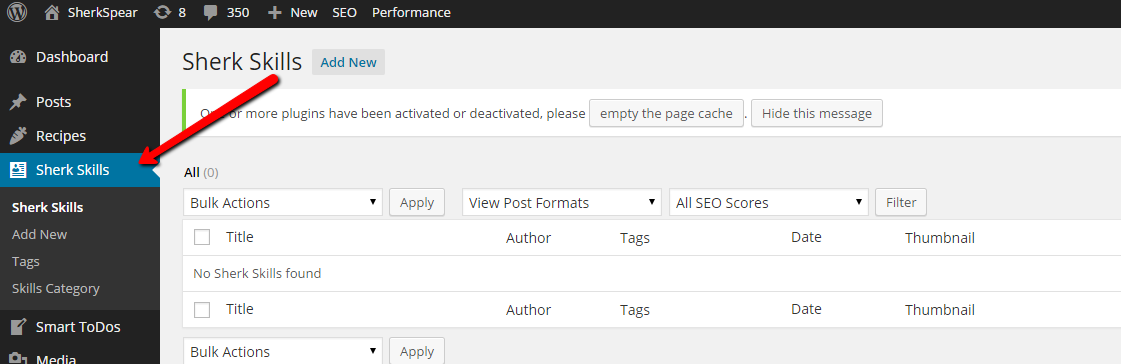 SherkSpear 8 350 New SEO Performance
Dashboard
Posts
Recipes
Sherk Skills
Sherk Skills
Add New
Tags
Skills Category
Smart ToDos
Media
Sherk Skills Add New
or more plugins have been activated or deactivated, please empty the page cache . Hide this message
All (0)
Bulk Actions Apply View Post Formats All SEO Scores Filter
Title Author Tags Date Thumbnail
No Sherk Skills found
Title Author Tags Date Thumbnail
Bulk Actions Apply